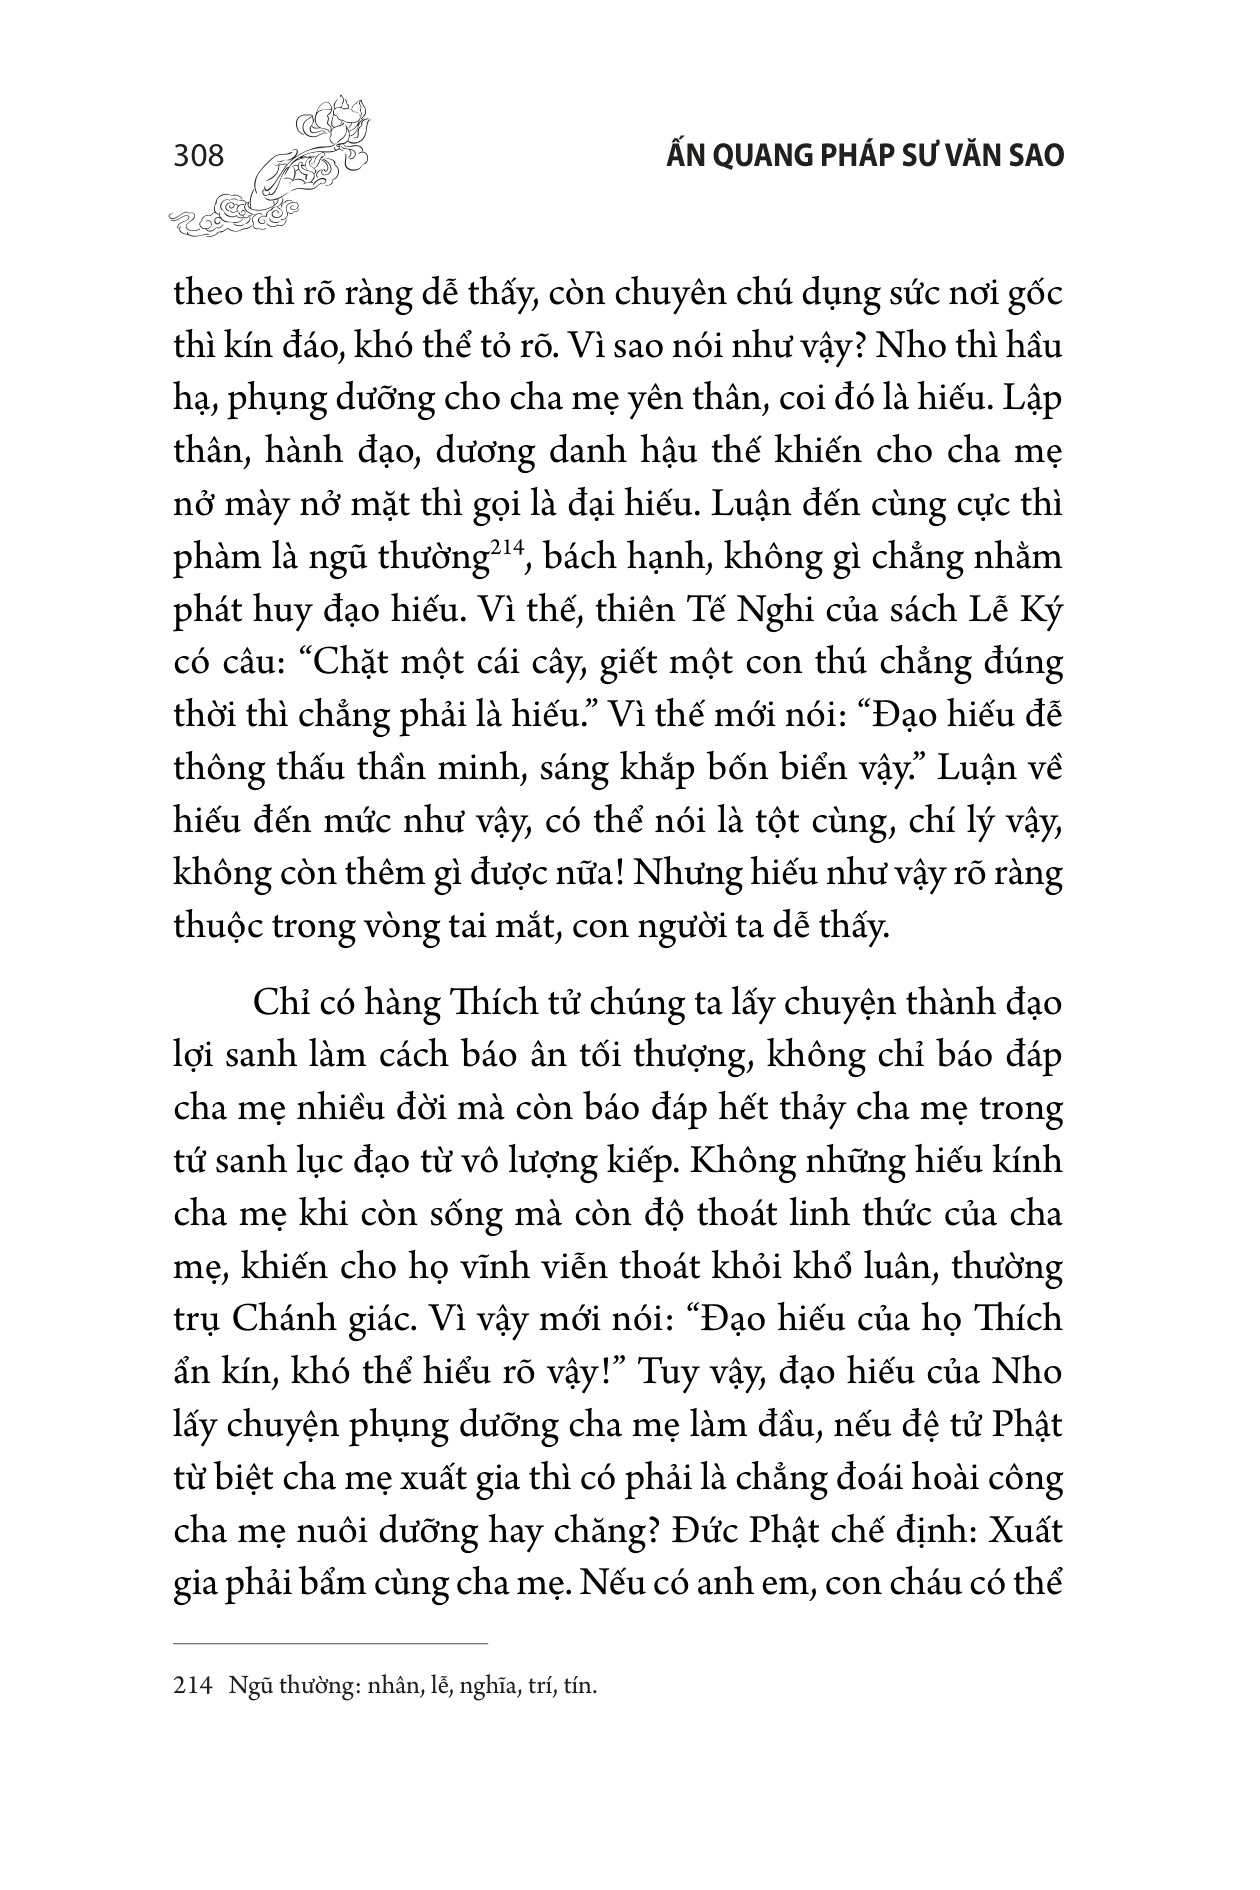 308
ẤN QUANG PHÁP SƯ VĂN SAO
theo thì rõ ràng dễ thấy, còn chuyên chú dụng sức nơi gốc
thì kín đáo, khó thể tỏ rõ. Vì sao nói như vậy? Nho thì hầu
hạ, phụng dưỡng cho cha mẹ yên thân, coi đó là hiếu. Lập
thân, hành đạo, dương danh hậu thế khiến cho cha mẹ
nở mày nở mặt thì gọi là đại hiếu. Luận đến cùng cực thì
phàm là ngũ thường214, bách hạnh, không gì chẳng nhằm
phát huy đạo hiếu. Vì thế, thiên Tế Nghi của sách Lễ Ký
có câu: “Chặt một cái cây, giết một con thú chẳng đúng
thời thì chẳng phải là hiếu.” Vì thế mới nói: “Đạo hiếu đễ
thông thấu thần minh, sáng khắp bốn biển vậy.” Luận về
hiếu đến mức như vậy, có thể nói là tột cùng, chí lý vậy,
không còn thêm gì được nữa! Nhưng hiếu như vậy rõ ràng
thuộc trong vòng tai mắt, con người ta dễ thấy.
Chỉ có hàng Thích tử chúng ta lấy chuyện thành đạo
lợi sanh làm cách báo ân tối thượng, không chỉ báo đáp
cha mẹ nhiều đời mà còn báo đáp hết thảy cha mẹ trong
tứ sanh lục đạo từ vô lượng kiếp. Không những hiếu kính
cha mẹ khi còn sống mà còn độ thoát linh thức của cha
mẹ, khiến cho họ vĩnh viễn thoát khỏi khổ luân, thường
trụ Chánh giác. Vì vậy mới nói: “Đạo hiếu của họ Thích
ẩn kín, khó thể hiểu rõ vậy!” Tuy vậy, đạo hiếu của Nho
lấy chuyện phụng dưỡng cha mẹ làm đầu, nếu đệ tử Phật
từ biệt cha mẹ xuất gia thì có phải là chẳng đoái hoài công
cha mẹ nuôi dưỡng hay chăng? Đức Phật chế định: Xuất
gia phải bẩm cùng cha mẹ. Nếu có anh em, con cháu có thể
214 Ngũ thường: nhân, lễ, nghĩa, trí, tín.